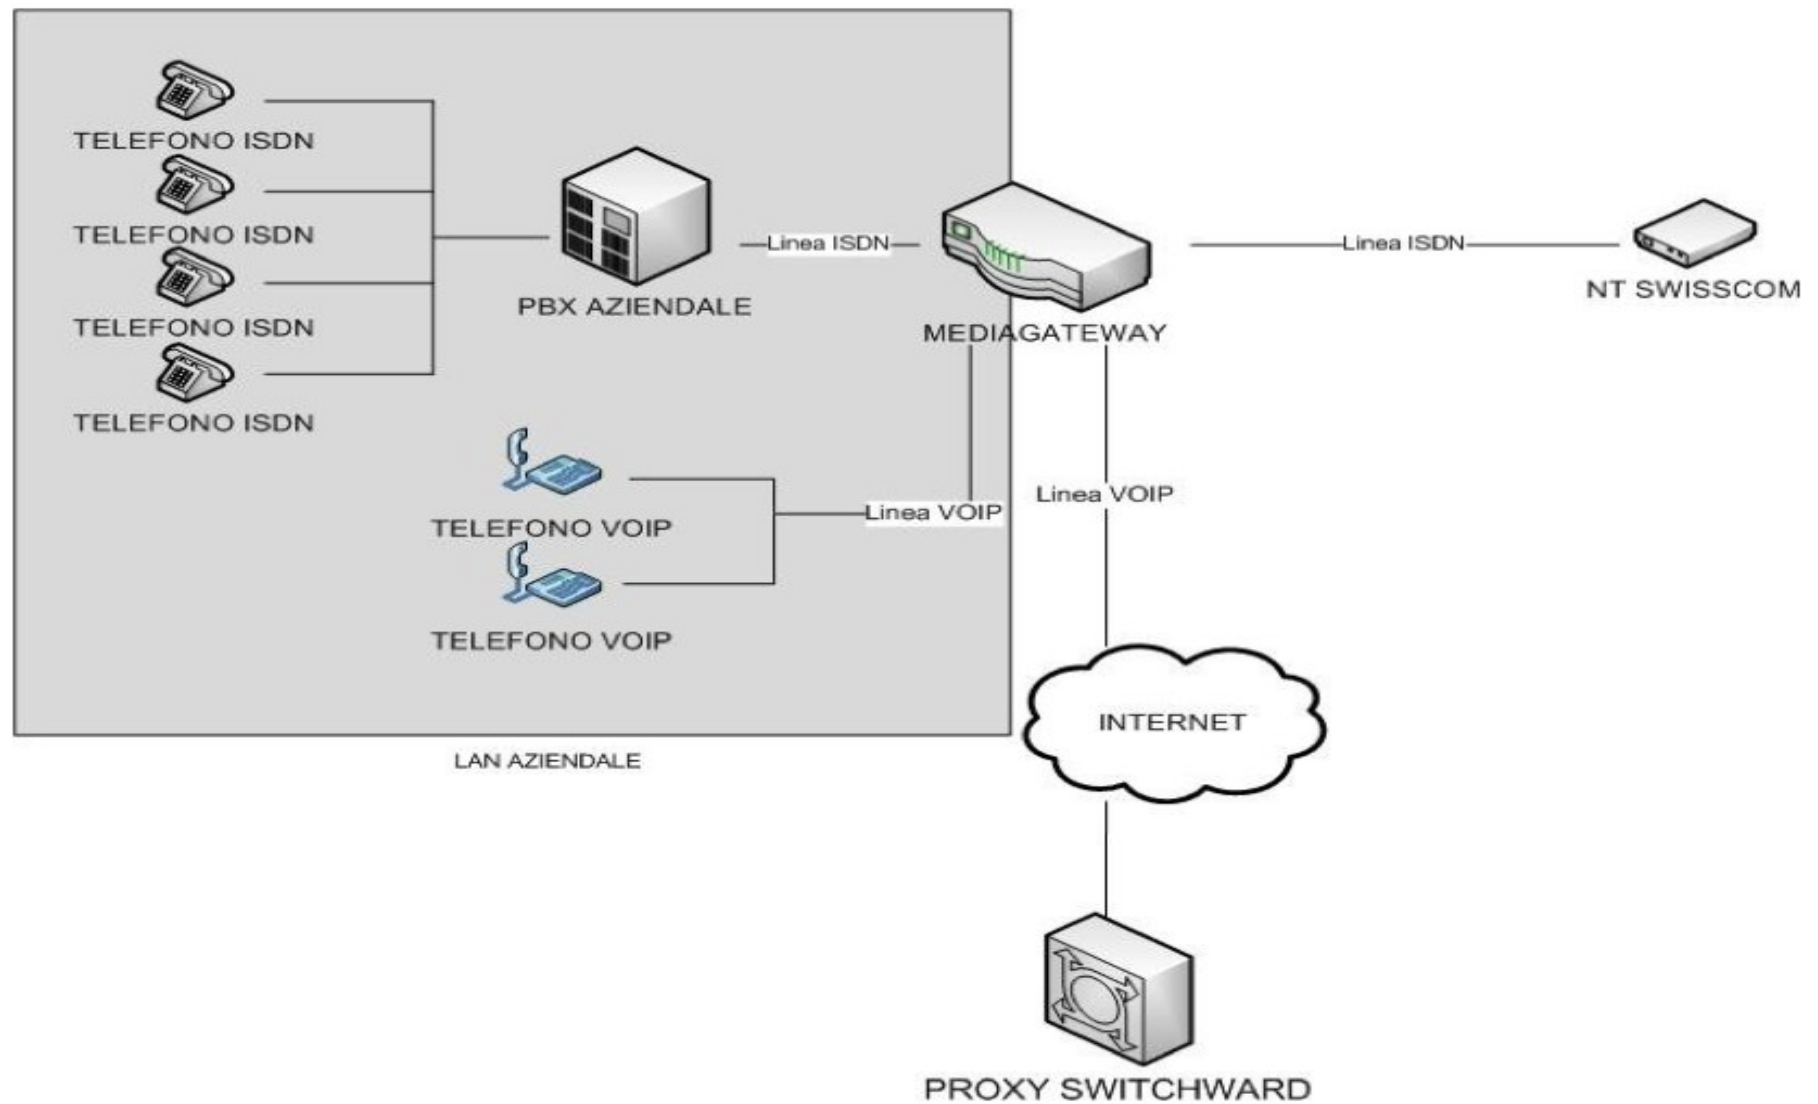 TELEFONO ISDN
TELEFONO ISDN
TELEFONO ISDN
TELEFONO ISDN
PBX AZIENDALE
Linea ISDN
MEDIAGATEWAY
Linea ISDN
NT SWISSCOM
TELEFONO VOIP
TELEFONO VOIP
Linea VOIP
Linea VOIP
INTERNET
LAN AZIENDALE
PROXY SWITCHWARD